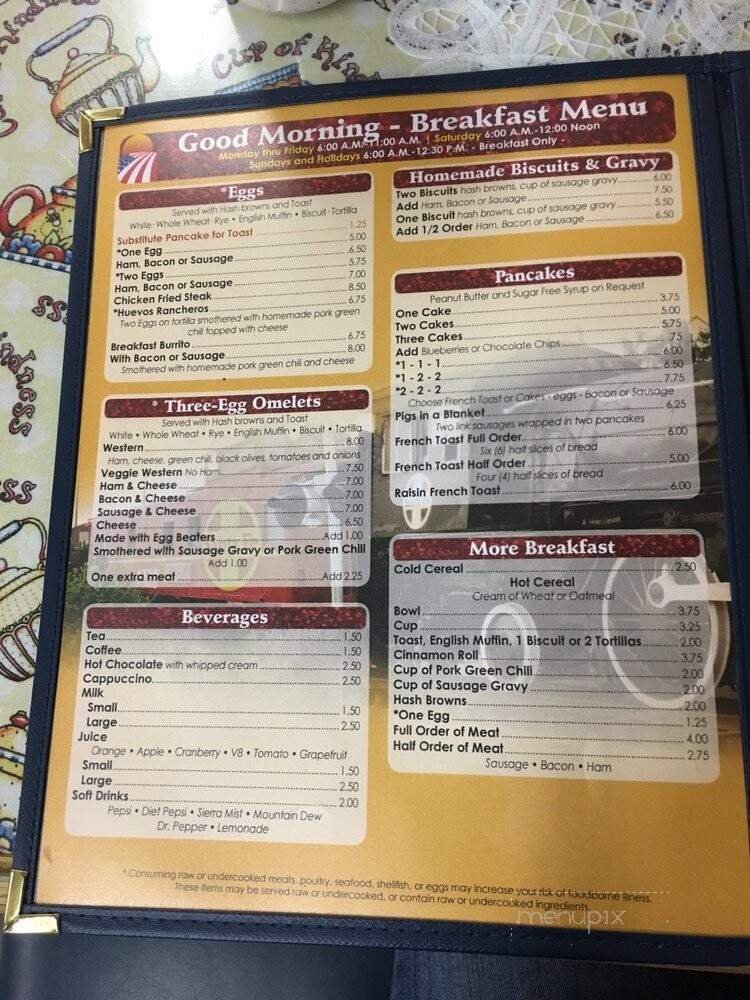 Cup of Kind
Good Morning - Breakfast Menu
Monday thru Friday 6:00 A.M.-11:00 A.M. | Saturday 6:00 A.M.-12:00 Noon
Sundays and Holidays 6:00 A.M.-12:30 P.M. - Breakfast Only -
*Eggs
Served with Hash browns and Toast
White · Whole Wheat · Rye • English Muffin • Biscuit · Tortilla
Substitute Pancake for Toast 1.25
*One Egg 5.00
Ham, Bacon or Sausage 6.50
*Two Eggs 5.75
Ham, Bacon or Sausage 7.00
Chicken Fried Steak 8.50
*Huevos Rancheros 6.75
Two Eggs on tortilla smothered with homemade pork green
chili topped with cheese
Breakfast Burrito 6.75
With Bacon or Sausage 8.00
Smothered with homemade pork green chili and cheese
* Three-Egg Omelets
Served with Hash browns and Toast
White • Whole Wheat • Rye • English Muffin • Biscuit • Tortilla
Western 8.00
Ham, cheese, green chili, black olives, tomatoes and onions
Veggie Western No Ham 7.50
Ham & Cheese 7.00
Bacon & Cheese 7.00
Sausage & Cheese 7.00
Cheese 6.50
Made with Egg Beaters Add 1.00
Smothered with Sausage Gravy or Pork Green Chili
Add 1.00
One extra meat Add 2.25
Beverages
Tea 1.50
Coffee 1.50
Hot Chocolate with whipped cream 2.50
Cappuccino 2.50
Milk
Small 1.50
Large 2.50
Juice
Orange • Apple • Cranberry • V8 • Tomato • Grapefruit
Small 1.50
Large 2.50
Soft Drinks 2.00
Pepsi • Diet Pepsi • Sierra Mist • Mountain Dew
Dr. Pepper • Lemonade
Homemade Biscuits & Gravy
Two Biscuits hash browns, cup of sausage gravy 6.00
Add Ham, Bacon or Sausage 7.50
One Biscuit hash browns, cup of sausage gravy 5.50
Add 1/2 Order Ham, Bacon or Sausage 6.50
Pancakes
Peanut Butter and Sugar Free Syrup on Request
One Cake 3.75
Two Cakes 5.00
Three Cakes 5.75
Add Blueberries or Chocolate Chips .75
*1 - 1 - 1 6.00
*1 - 2 - 2 6.50
*2 - 2 - 2 7.75
Choose French Toast or Cakes - eggs - Bacon or Sausage
Pigs in a Blanket 6.25
Two link sausages wrapped in two pancakes
French Toast Full Order 6.00
Six (6) half slices of bread
French Toast Half Order 5.00
Four (4) half slices of bread
Raisin French Toast 6.00
More Breakfast
Cold Cereal 2.50
Hot Cereal
Cream of Wheat or Oatmeal
Bowl 3.75
Cup 3.25
Toast, English Muffin, 1 Biscuit or 2 Tortillas 2.00
Cinnamon Roll 3.75
Cup of Pork Green Chili 2.00
Cup of Sausage Gravy 2.00
Hash Browns 2.00
*One Egg 1.25
Full Order of Meat 4.00
Half Order of Meat 2.75
Sausage • Bacon • Ham
* Consuming raw or undercooked meats, poultry, seafood, shellfish, or eggs may increase your risk of foodborne illness.
These items may be served raw or undercooked, or contain raw or undercooked ingredients.
menupix